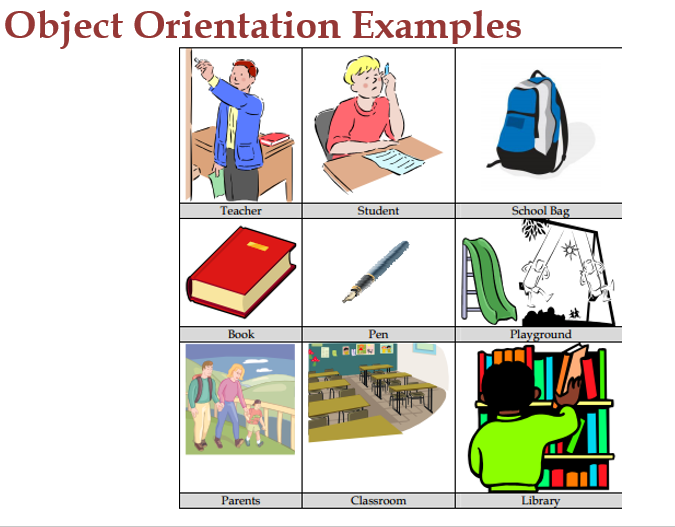 Object Orientation Examples
Teacher
Student
School Bag
Book
Pen
Playground
Parents
Classroom
Library